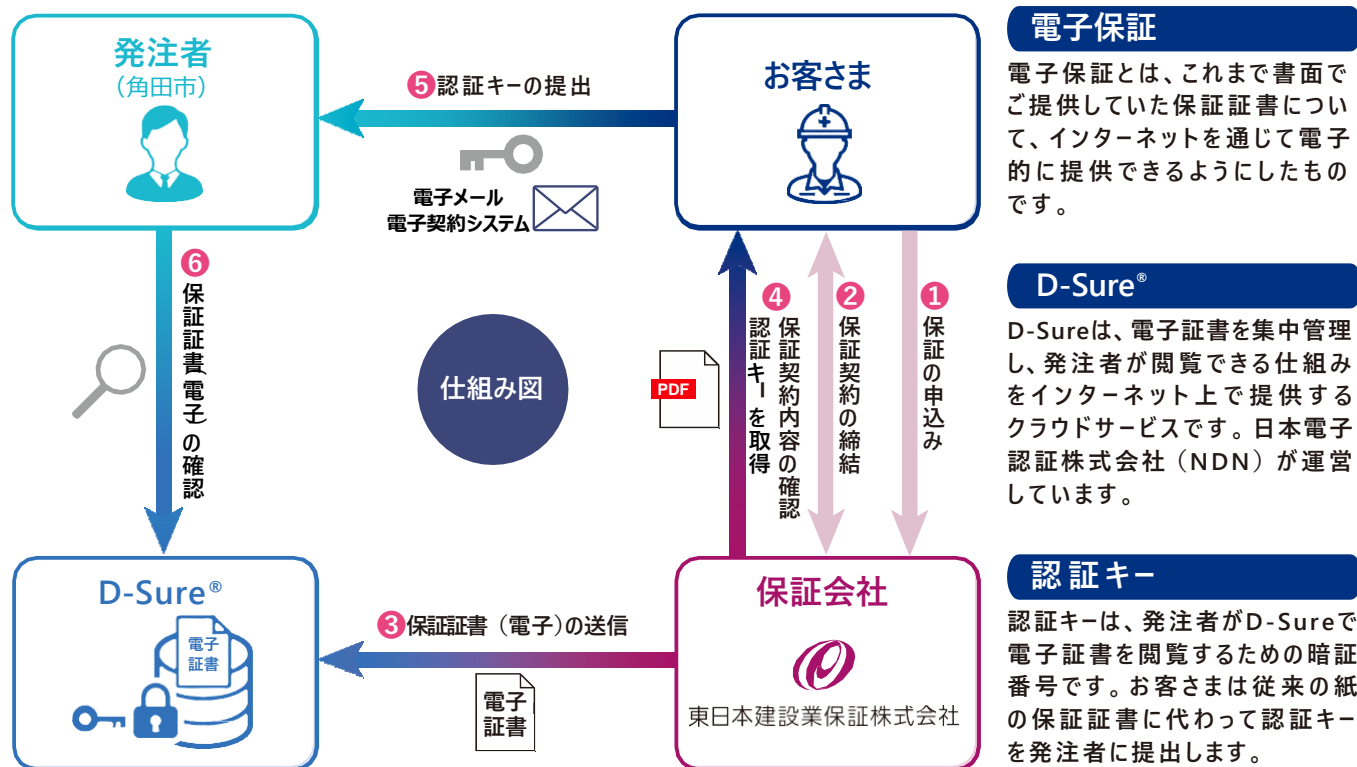 発注者
（角田市）
❺認証キーの提出
電子メール
電子契約システム
お客さま
❻
保証証書(電子)の確認
仕組み図
PDF
❹
保証契約内容の確認
認証キーを取得
❷
保証契約の締結
❶
保証の申込み
D-Sure®
電子
証書
❸保証証書（電子）の送信
電子
証書
保証会社
東日本建設業保証株式会社
電子保証
電子保証とは、これまで書面で
ご提供していた保証証書につい
て、インターネットを通じて電子
的に提供できるようにしたもの
です。
D-Sure®
D-Sureは、電子証書を集中管理
し、発注者が閲覧できる仕組み
をインターネット上で提供する
クラウドサービスです。日本電子
認証株式会社（NDN）が運営
しています。
認証キー
認証キーは、発注者がD-Sureで
電子証書を閲覧するための暗証
番号です。お客さまは従来の紙
の保証証書に代わって認証キー
を発注者に提出します。